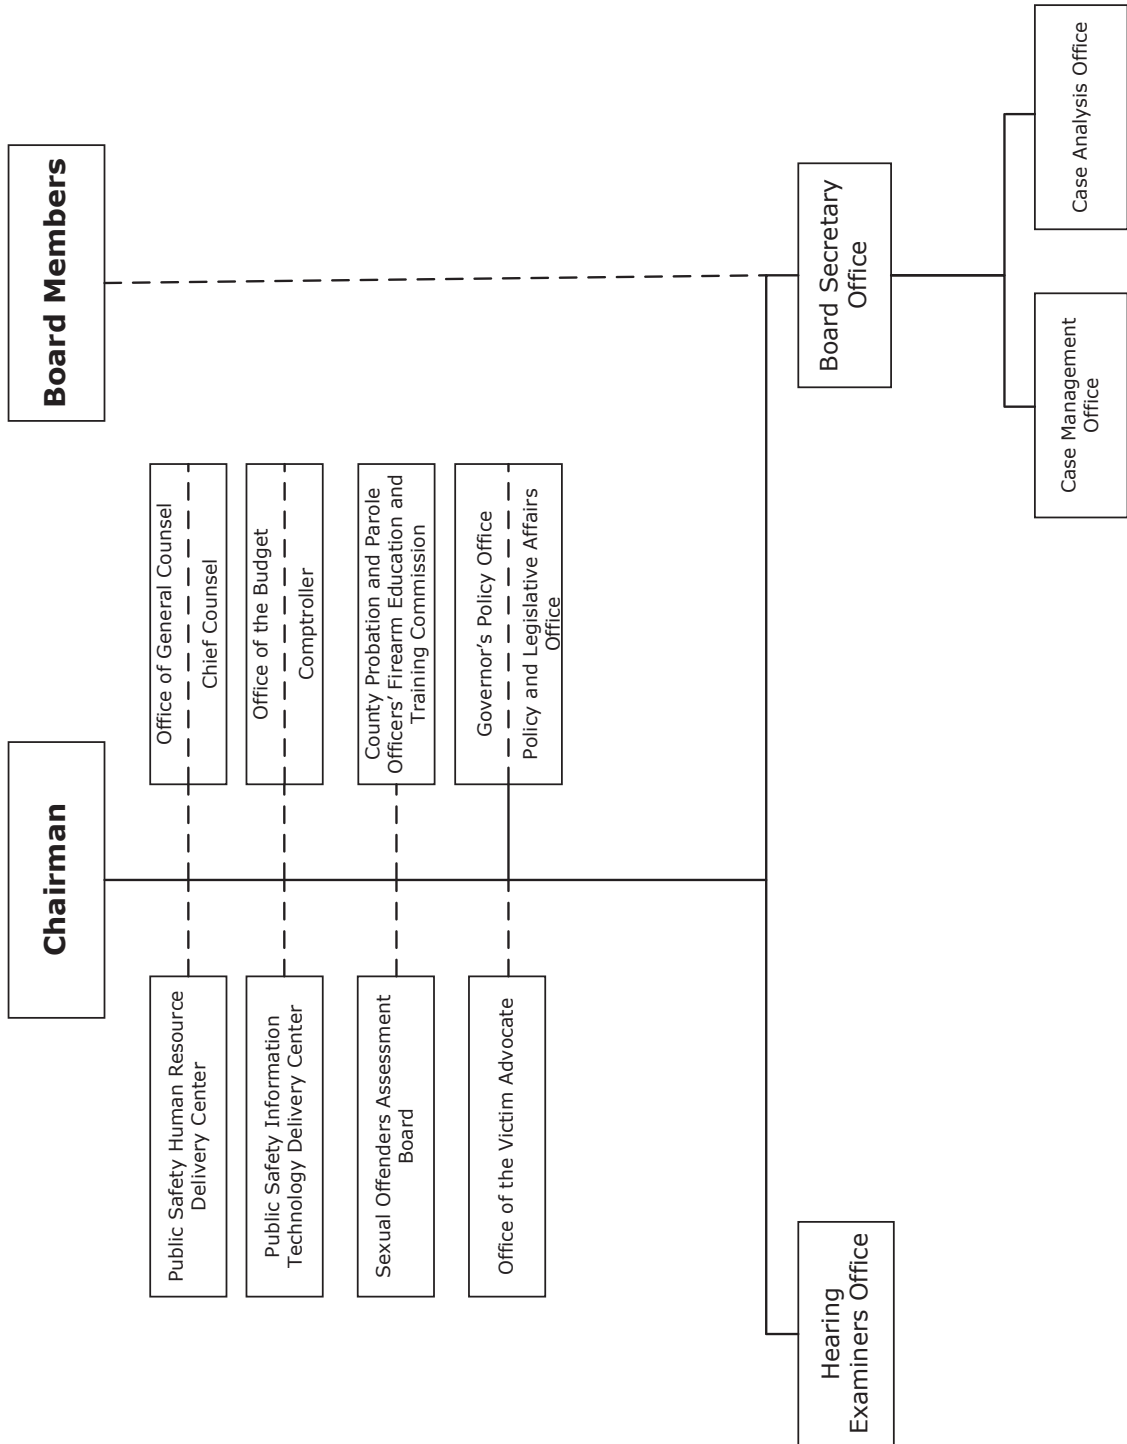 Chairman
Board Members
Public Safety Human Resource
Delivery Center
Office of General Counsel
Chief Counsel
Public Safety Information
Technology Delivery Center
Office of the Budget
Comptroller
Sexual Offenders Assessment
Board
County Probation and Parole
Officers’ Firearm Education and
Training Commission
Office of the Victim Advocate
Governor’s Policy Office
Policy and Legislative Affairs
Office
Hearing
Examiners Office
Board Secretary
Office
Case Management
Office
Case Analysis Office